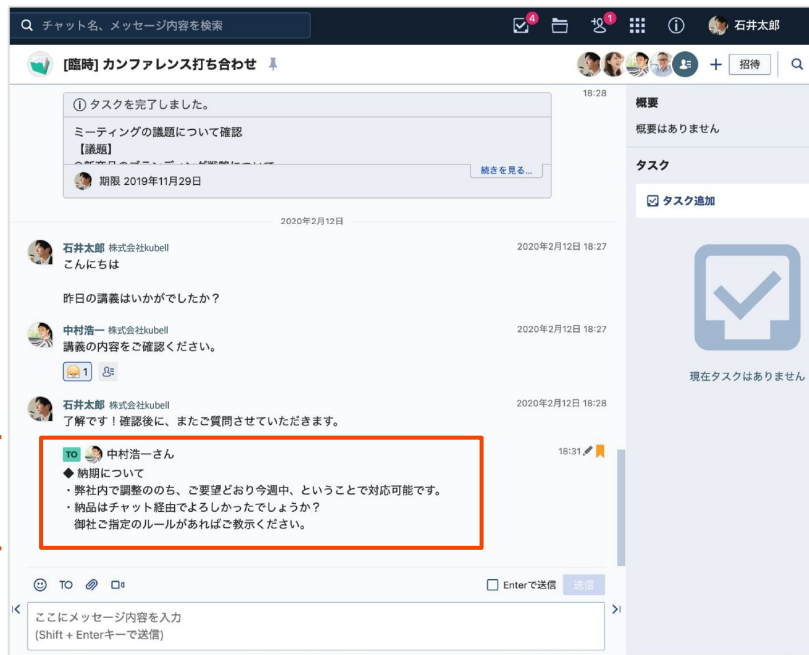 チャット名、メッセージ内容を検索
4
1
石井太郎
[臨時] カンファレンス打ち合わせ
招待
18:28
タスクを完了しました。
ミーティングの議題について確認
【議題】
続きを見る...
期限 2019年11月29日
2020年2月12日
石井太郎 株式会社kubell
2020年2月12日 18:27
こんにちは
昨日の講義はいかがでしたか？
中村浩一 株式会社kubell
2020年2月12日 18:27
講義の内容をご確認ください。
1
石井太郎 株式会社kubell
2020年2月12日 18:28
了解です！確認後に、またご質問させていただきます。
TO 中村浩一さん
18:31
◆ 納期について
・弊社内で調整ののち、ご要望どおり今週中、ということで対応可能です。
・納品はチャット経由でよろしかったでしょうか？
御社ご指定のルールがあればご教示ください。
TO
Enterで送信
送信
ここにメッセージ内容を入力
(Shift + Enterキーで送信)
概要
概要はありません
タスク
タスク追加
現在タスクはありません